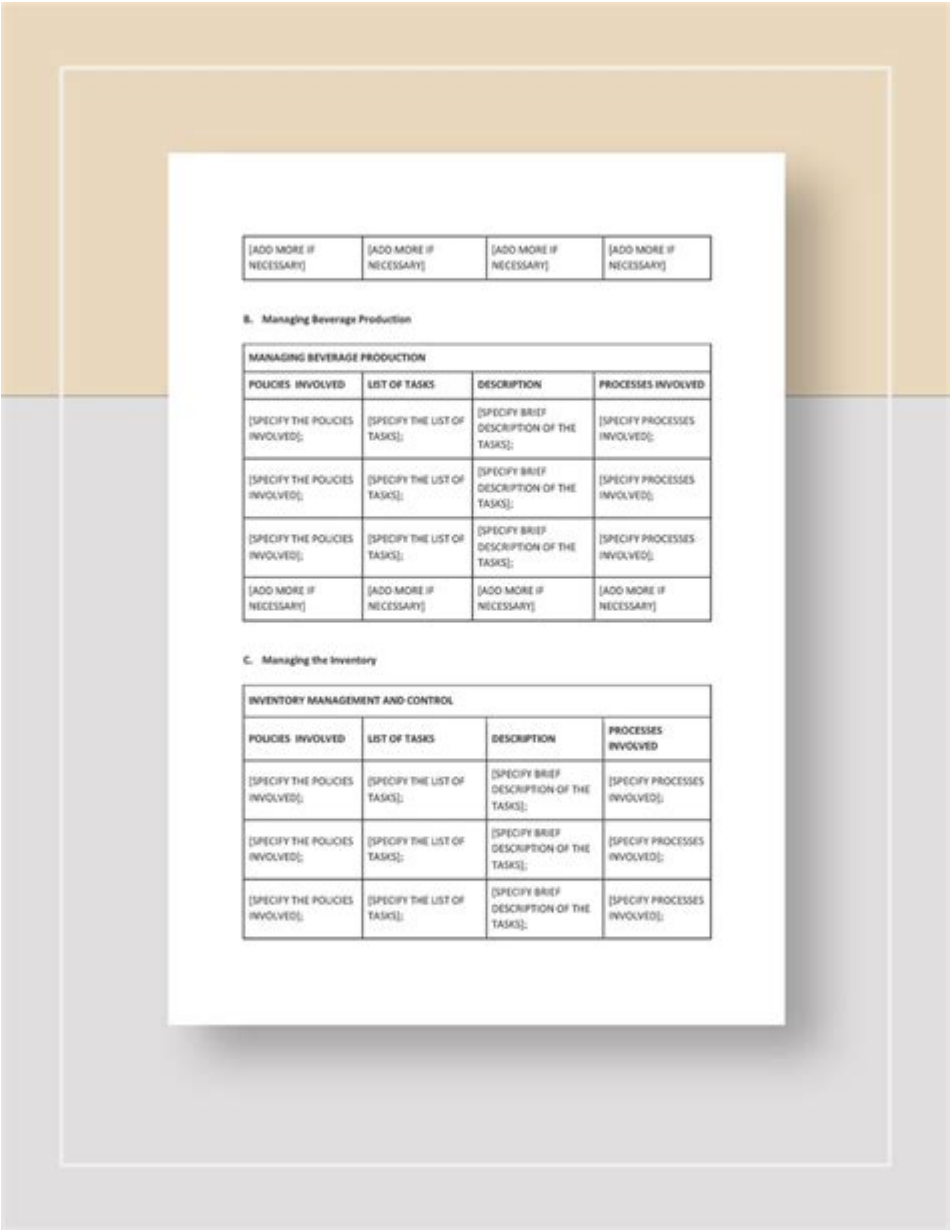 [ADD MORE IF [ADD MORE IF [ADD MORE IF [ADD MORE IF
NECESSARY] NECESSARY] NECESSARY] NECESSARY]
B. Managing Beverage Production
MANAGING BEVERAGE PRODUCTION
POLICIES INVOLVED LIST OF TASKS DESCRIPTION PROCESSES INVOLVED
[SPECIFY THE POLICIES INVOLVED]; [SPECIFY THE LIST OF TASKS]; [SPECIFY BRIEF DESCRIPTION OF THE TASKS]; [SPECIFY PROCESSES INVOLVED];
[SPECIFY THE POLICIES INVOLVED]; [SPECIFY THE LIST OF TASKS]; [SPECIFY BRIEF DESCRIPTION OF THE TASKS]; [SPECIFY PROCESSES INVOLVED];
[SPECIFY THE POLICIES INVOLVED]; [SPECIFY THE LIST OF TASKS]; [SPECIFY BRIEF DESCRIPTION OF THE TASKS]; [SPECIFY PROCESSES INVOLVED];
[ADD MORE IF NECESSARY] [ADD MORE IF NECESSARY] [ADD MORE IF NECESSARY] [ADD MORE IF NECESSARY]
C. Managing the Inventory
INVENTORY MANAGEMENT AND CONTROL
POLICIES INVOLVED LIST OF TASKS DESCRIPTION PROCESSES INVOLVED
[SPECIFY THE POLICIES INVOLVED]; [SPECIFY THE LIST OF TASKS]; [SPECIFY BRIEF DESCRIPTION OF THE TASKS]; [SPECIFY PROCESSES INVOLVED];
[SPECIFY THE POLICIES INVOLVED]; [SPECIFY THE LIST OF TASKS]; [SPECIFY BRIEF DESCRIPTION OF THE TASKS]; [SPECIFY PROCESSES INVOLVED];
[SPECIFY THE POLICIES INVOLVED]; [SPECIFY THE LIST OF TASKS]; [SPECIFY BRIEF DESCRIPTION OF THE TASKS]; [SPECIFY PROCESSES INVOLVED];